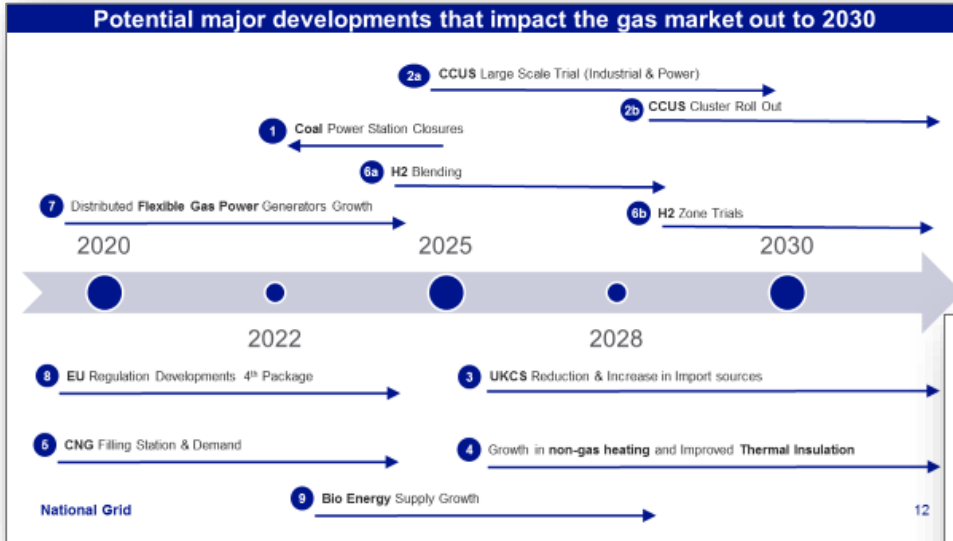 Potential major developments that impact the gas market out to 2030
2a CCUS Large Scale Trial (Industrial & Power)
2b CCUS Cluster Roll Out
1 Coal Power Station Closures
6a H2 Blending
7 Distributed Flexible Gas Power Generators Growth
6b H2 Zone Trials
2020 2025 2030
2022 2028
8 EU Regulation Developments 4th Package
3 UKCS Reduction & Increase in Import sources
5 CNG Filling Station & Demand
4 Growth in non-gas heating and Improved Thermal Insulation
9 Bio Energy Supply Growth
National Grid 12